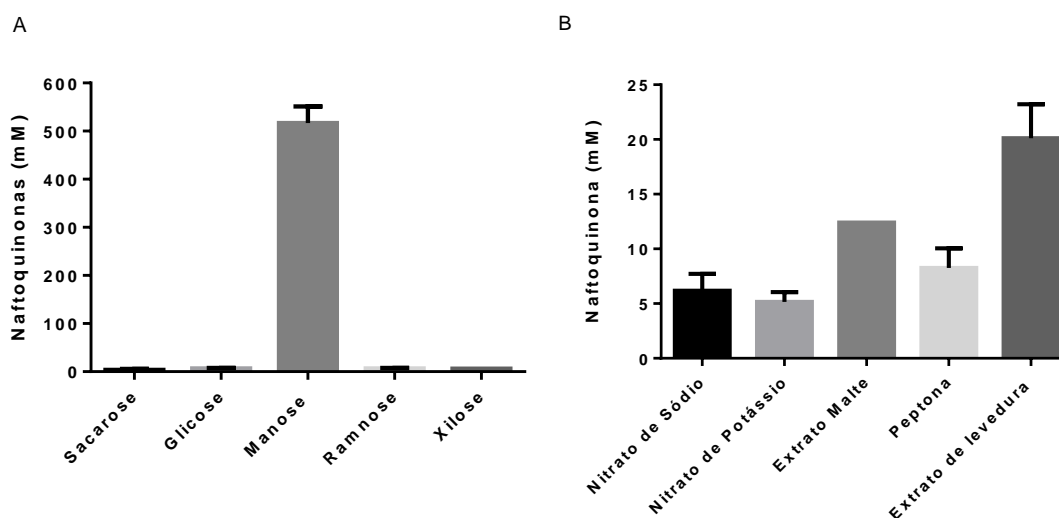 A
Naftoquinonas (mM)
600
500
400
300
200
100
0
Sacarose
Glicose
Manose
Ramnose
Xilose
B
Naftoquinona (mM)
25
20
15
10
5
0
Nitrato de Sódio
Nitrato de Potássio
Extrato Malte
Peptona
Extrato de levedura